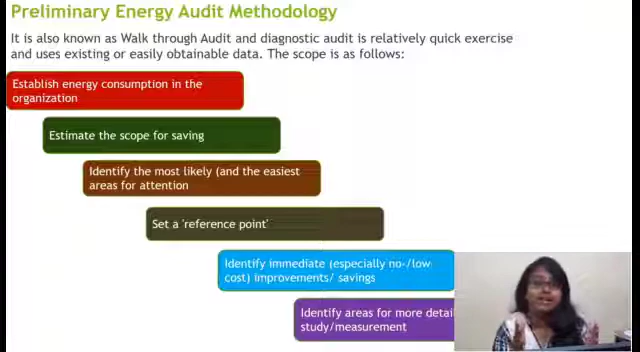 Preliminary Energy Audit Methodology
It is also known as Walk through Audit and diagnostic audit is relatively quick exercise
and uses existing or easily obtainable data. The scope is as follows:
Establish energy consumption in the
organization
Estimate the scope for saving
Identify the most likely (and the easiest
areas for attention
Set a 'reference point'
Identify immediate (especially no-/low-
cost) improvements/ savings
Identify areas for more detail
study/measurement